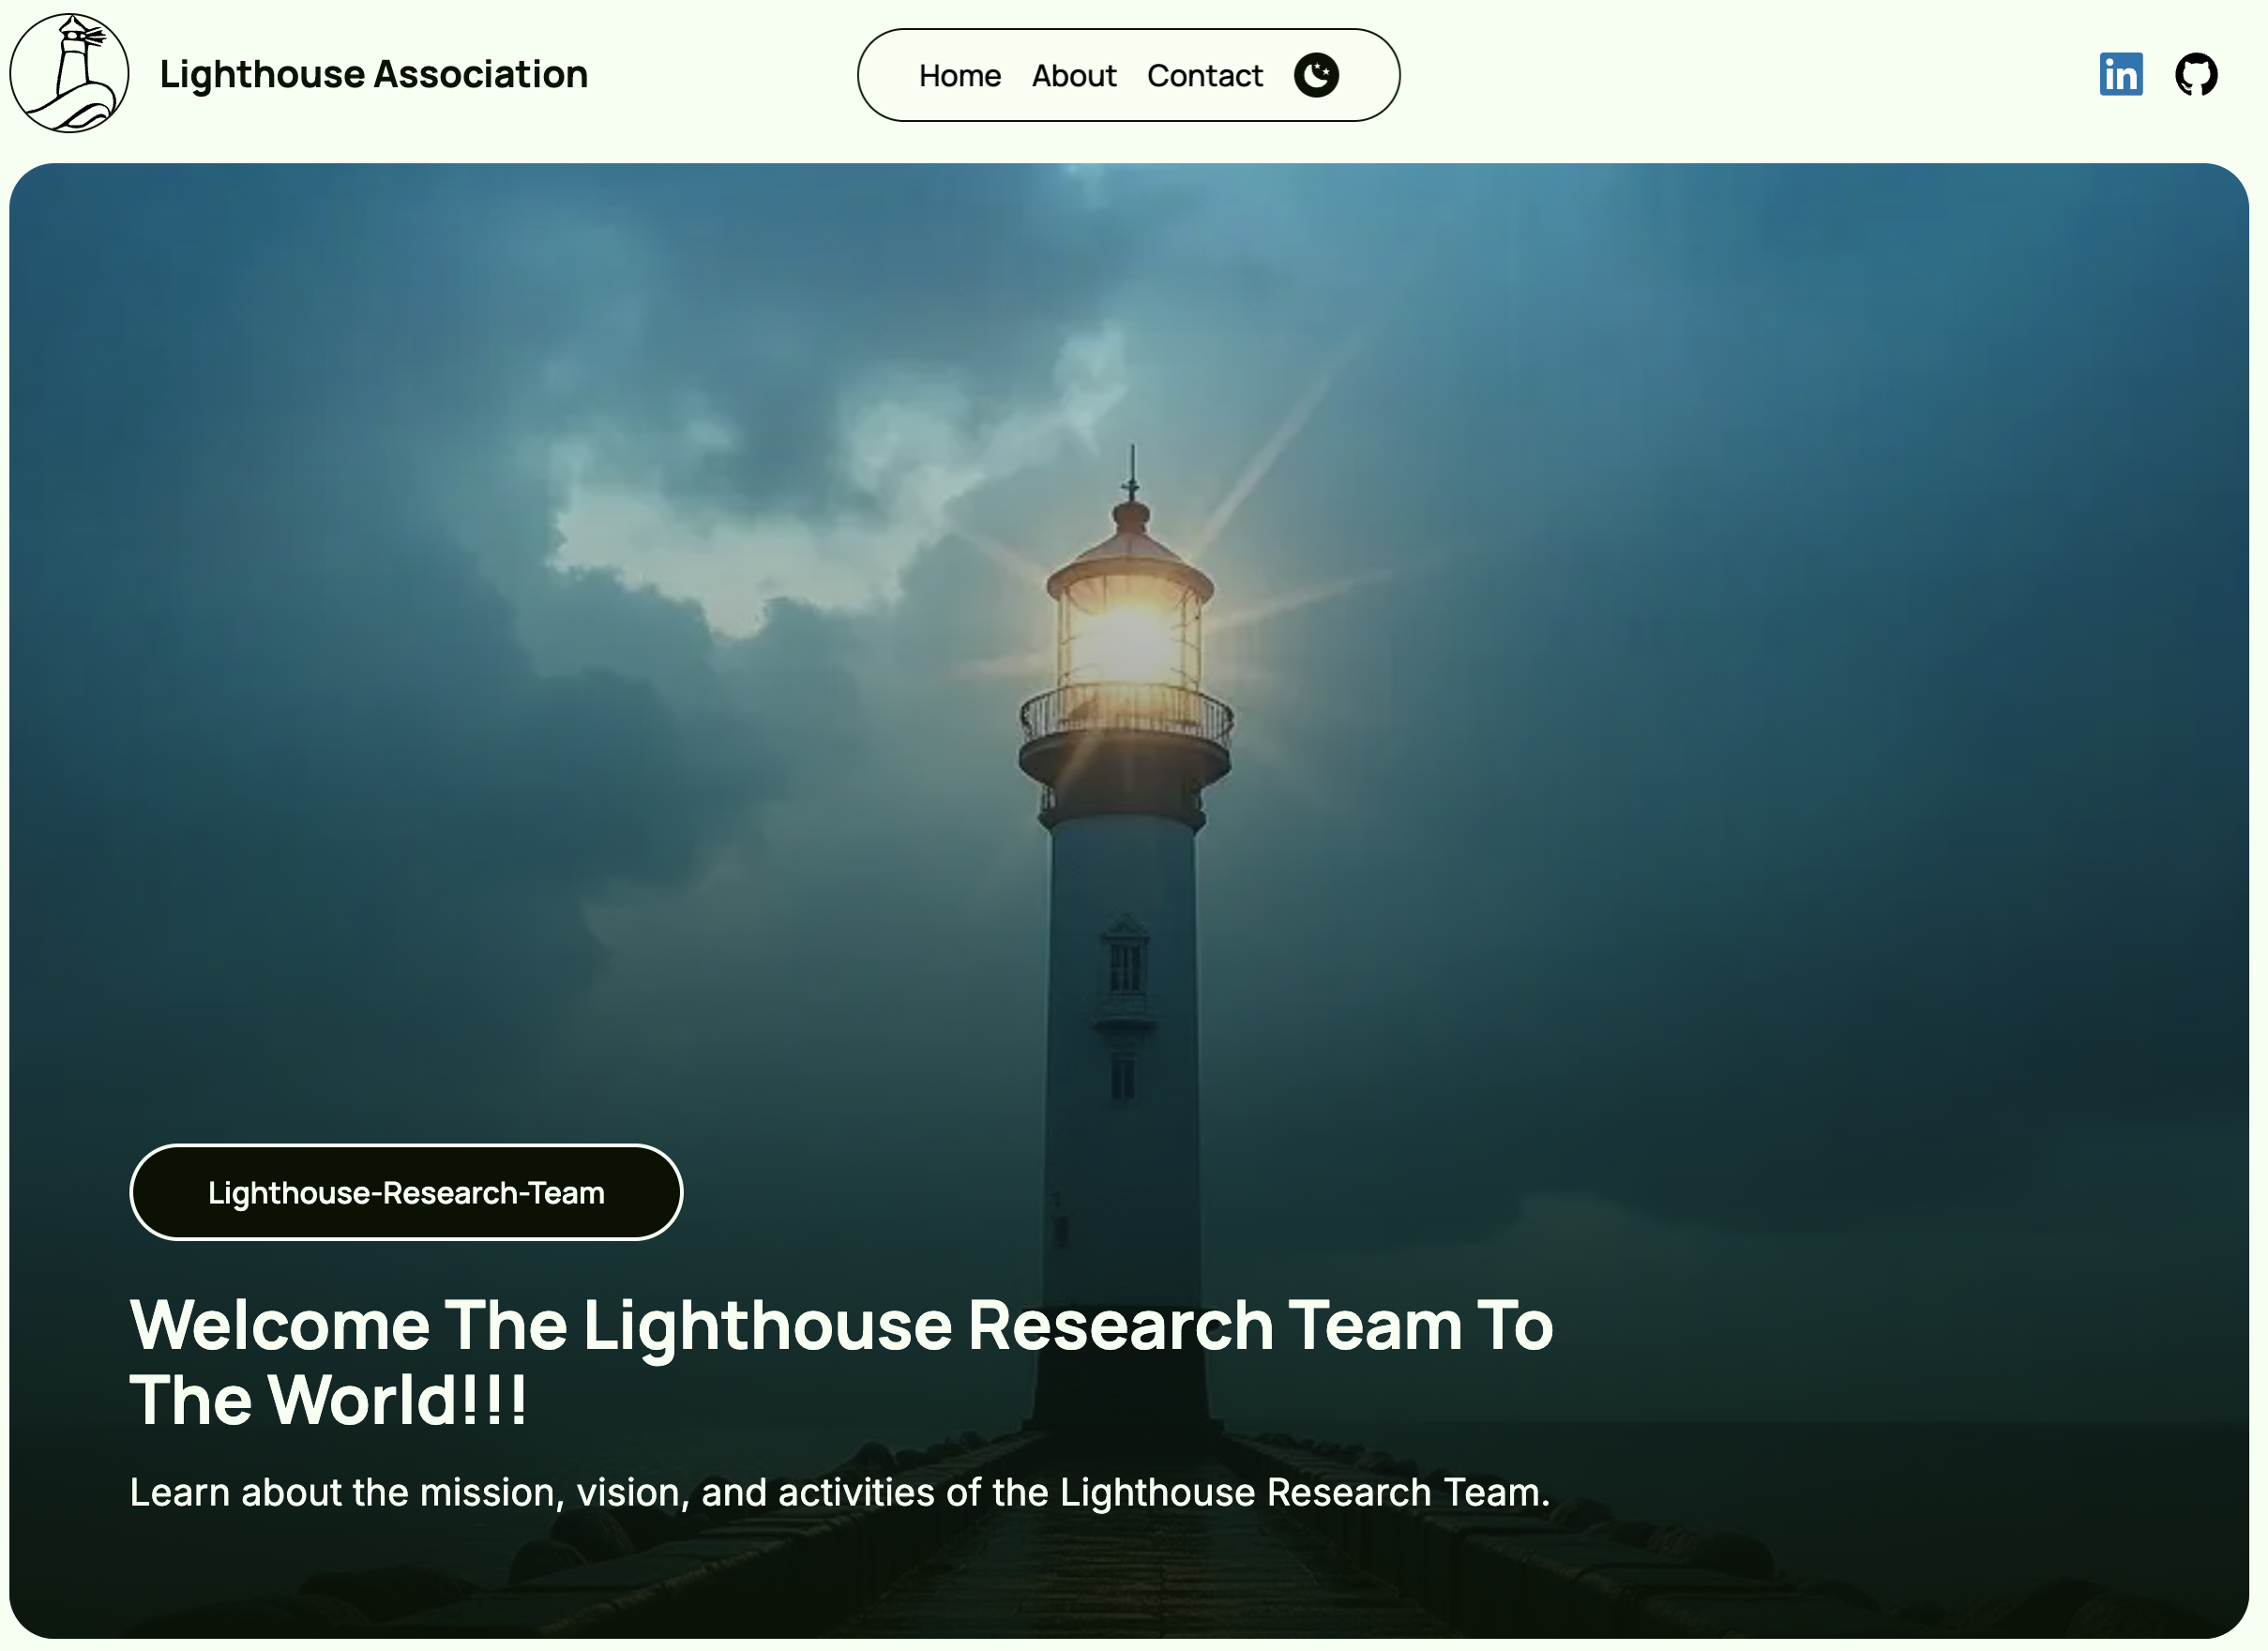 Lighthouse Association
Home About Contact
in
Lighthouse-Research-Team
Welcome The Lighthouse Research Team To
The World!!!
Learn about the mission, vision, and activities of the Lighthouse Research Team.